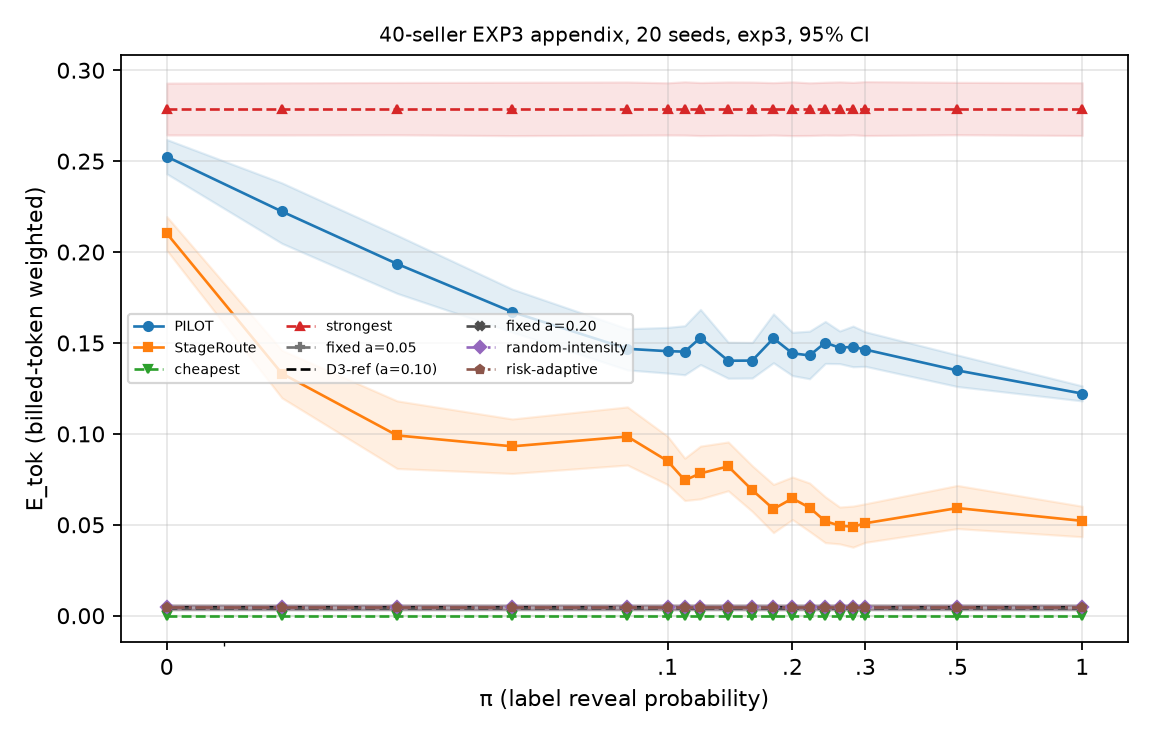 40-seller EXP3 appendix, 20 seeds, exp3, 95% CI
E_tok (billed-token weighted)
0.30
0.25
0.20
0.15
0.10
0.05
0.00
PILOT
StageRoute
cheapest
strongest
fixed a=0.05
D3-ref (a=0.10)
fixed a=0.20
random-intensity
risk-adaptive
0 .1 .2 .3 .5 1
π (label reveal probability)